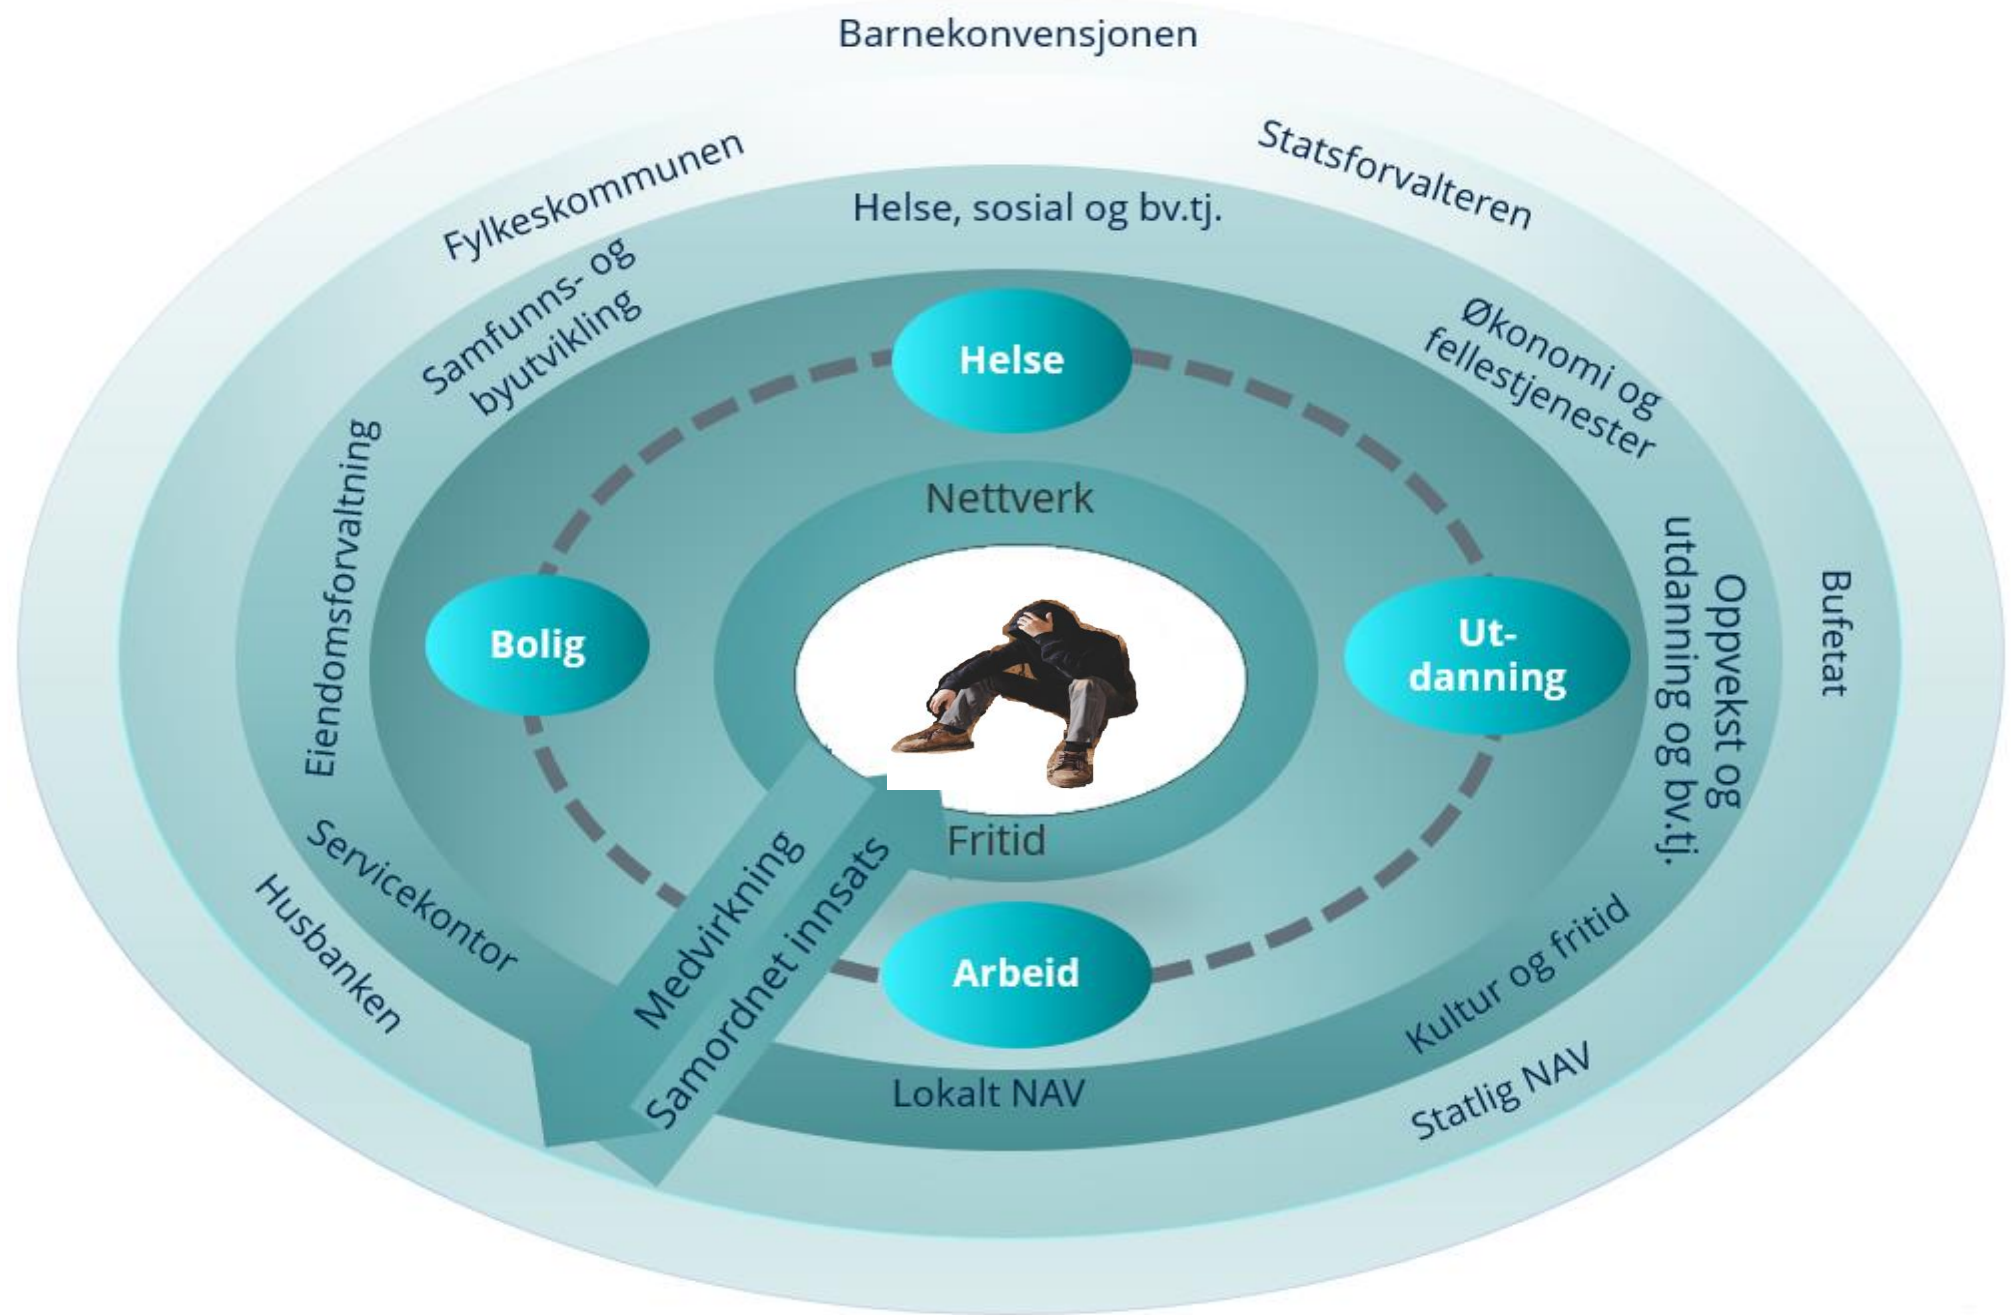 Barnekonvensjonen
Fylkeskommunen
Statsforvalteren
Helse, sosial og bv.tj.
Samfunns- og
byutvikling
Økonomi og
fellestjenester
Helse
Nettverk
Eiendomsforvaltning
Bolig
Ut-
danning
Oppvekst og
utdanning og bv.tj.
Bufetat
Fritid
Medvirkning
Samordnet innsats
Servicekontor
Husbanken
Arbeid
Kultur og fritid
Lokalt NAV
Statlig NAV